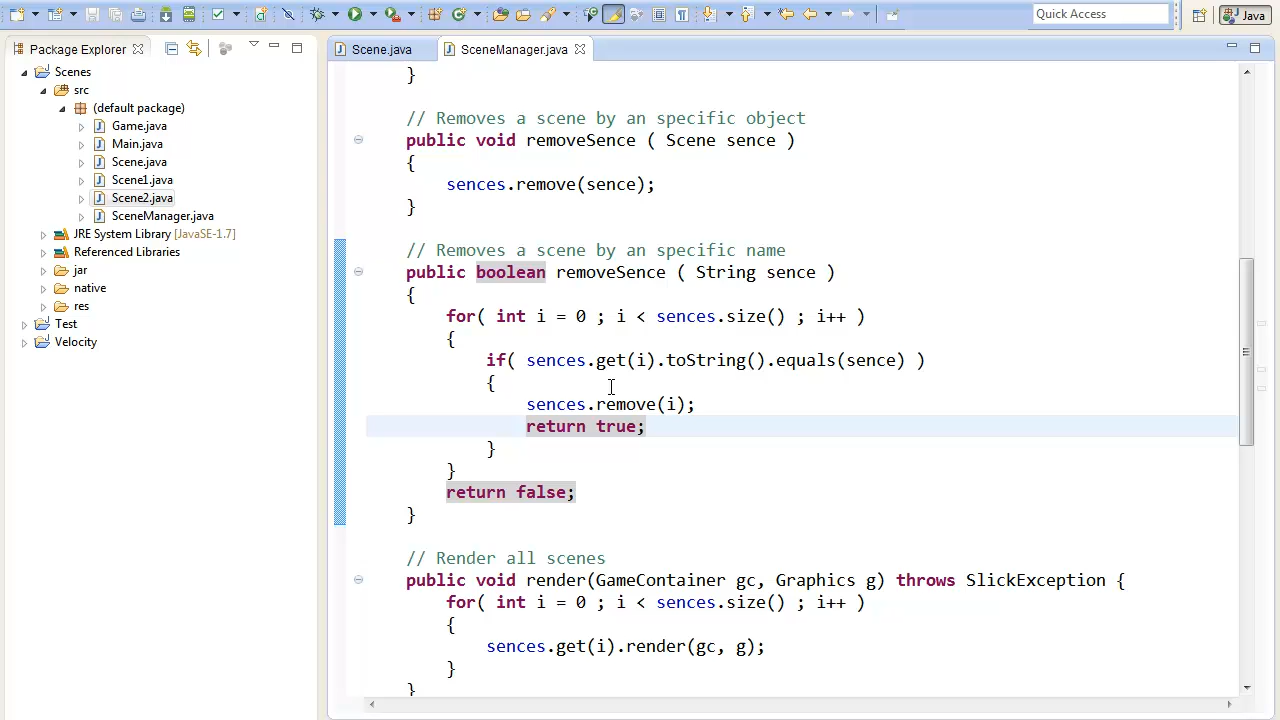 Quick Access
Java
Package Explorer
Scene.java
SceneManager.java
Scenes
src
(default package)
Game.java
Main.java
Scene.java
Scene1.java
Scene2.java
SceneManager.java
JRE System Library [JavaSE-1.7]
Referenced Libraries
jar
native
res
Test
Velocity
}
// Removes a scene by an specific object
public void removeSence ( Scene sence )
{
sences.remove(sence);
}
// Removes a scene by an specific name
public boolean removeSence ( String sence )
{
for( int i = 0 ; i < sences.size() ; i++ )
{
if( sences.get(i).toString().equals(sence) )
{
sences.remove(i);
return true;
}
}
return false;
}
// Render all scenes
public void render(GameContainer gc, Graphics g) throws SlickException {
for( int i = 0 ; i < sences.size() ; i++ )
{
sences.get(i).render(gc, g);
}
}